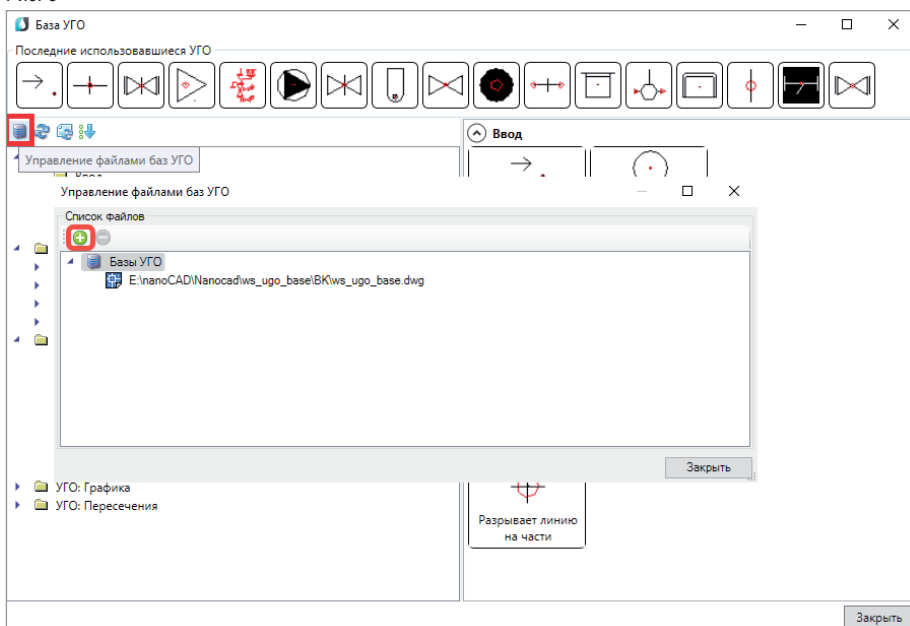 База УГО
Последние использовавшиеся УГО
Ввод
Управление файлами баз УГО
Управление файлами баз УГО
Список файлов
Базы УГО
E:\nanoCAD\Nanocad\ws_ugo_base\BK\ws_ugo_base.dwg
Закрыть
УГО: Графика
УГО: Пересечения
Разрывает линию
на части
Закрыть